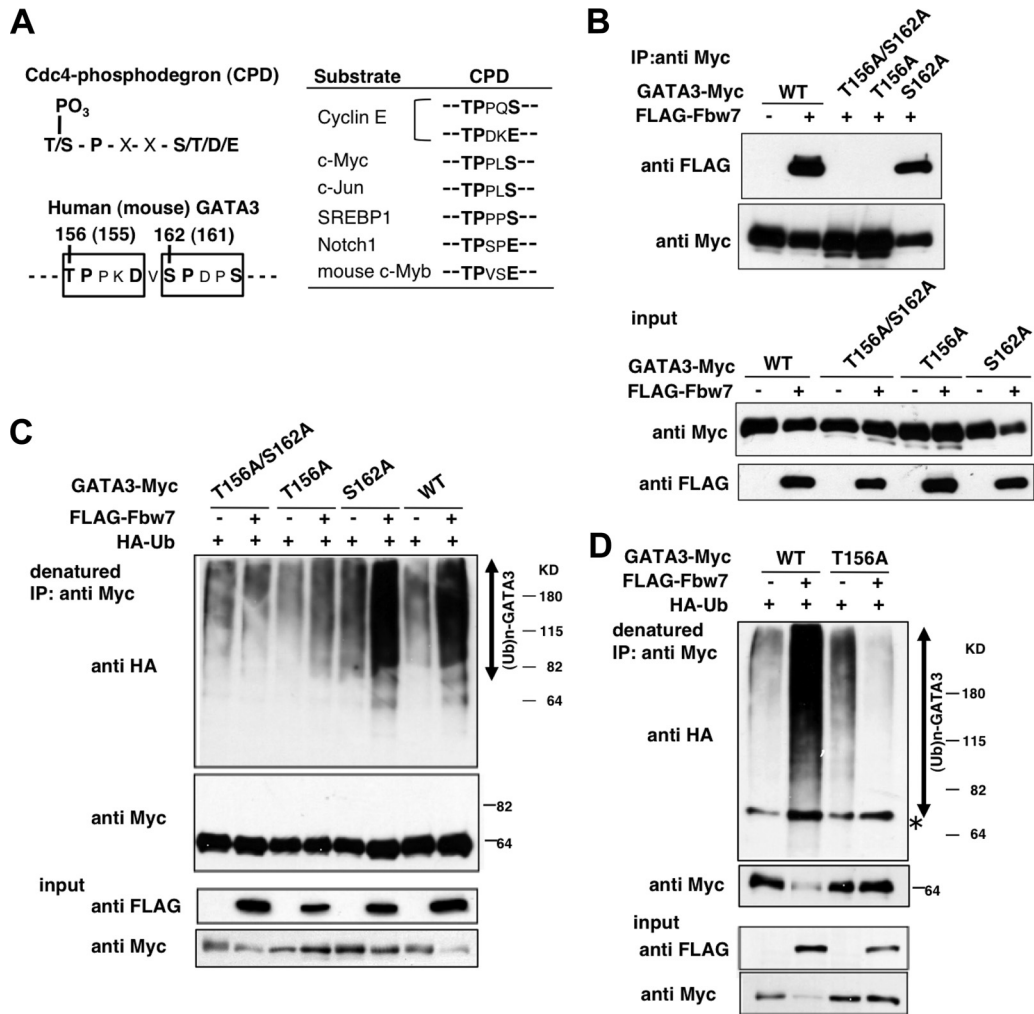 A
Cdc4-phosphodegron (CPD)
PO3
T/S - P - X - X - S/T/D/E
Human (mouse) GATA3
156 (155) 162 (161)
---- T P P K D V S P D P S ----
Substrate CPD
Cyclin E --TPPQS--
--TPDKE--
c-Myc --TPPLS--
c-Jun --TPPLS--
SREBP1 --TPPPS--
Notch1 --TPSPE--
mouse c-Myb --TPVSE--
B
IP:anti Myc
GATA3-Myc WT T156A/S162A T156A S162A
FLAG-Fbw7 - + + + +
anti FLAG
anti Myc
input
GATA3-Myc WT T156A/S162A T156A S162A
FLAG-Fbw7 - + - + - + - +
anti Myc
anti FLAG
C
GATA3-Myc T156A/S162A T156A S162A WT
FLAG-Fbw7 - + - + - + - +
HA-Ub + + + + + + + +
denatured
IP: anti Myc
anti HA
KD
180
115
82
64
(Ub)n-GATA3
anti Myc
82
64
input
anti FLAG
anti Myc
D
GATA3-Myc WT T156A
FLAG-Fbw7 - + - +
HA-Ub + + + +
denatured
IP: anti Myc
anti HA
KD
180
115
82
64
(Ub)n-GATA3
*
anti Myc
64
input
anti FLAG
anti Myc